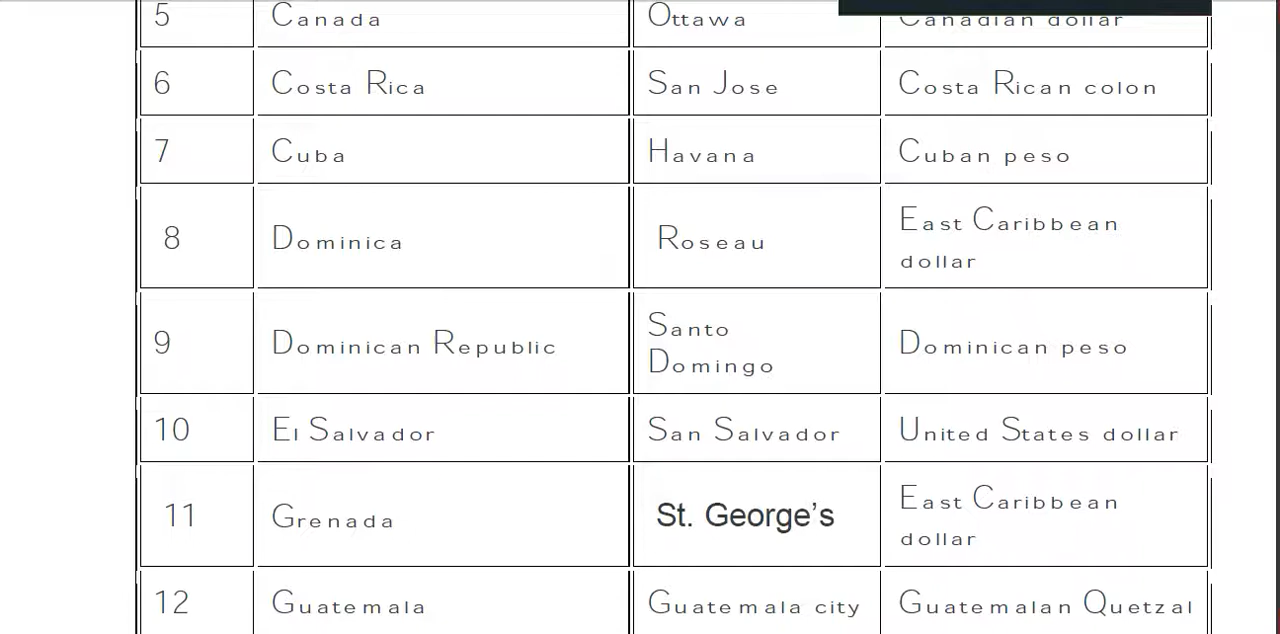 5 Canada Ottawa Canadian dollar
6 Costa Rica San Jose Costa Rican colon
7 Cuba Havana Cuban peso
8 Dominica Roseau East Caribbean
dollar
9 Dominican Republic Santo
Domingo Dominican peso
10 El Salvador San Salvador United States dollar
11 Grenada St. George’s East Caribbean
dollar
12 Guatemala Guatemala city Guatemalan Quetzal